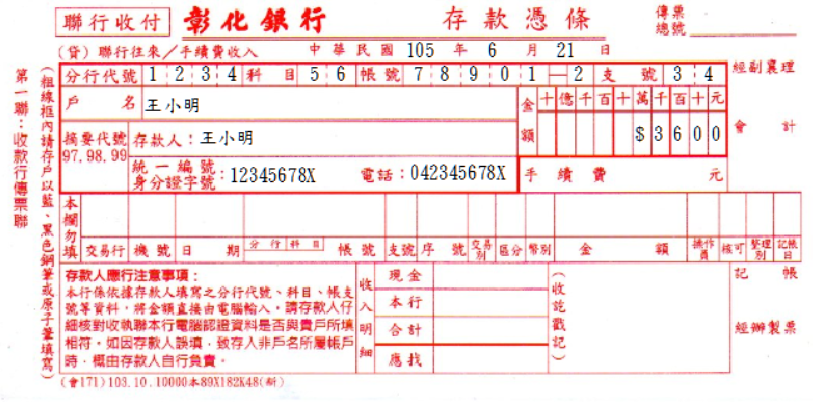 聯行收付 彰化銀行 存款憑條 傳票總號
(貸) 聯行往來/手續費收入 中華民國 105 年 6 月 21 日
分行代號 1 2 3 4 科目 5 6 帳號 7 8 9 0 1 — 2 支號 3 4
經副襄理
戶名 王小明
金額 十億千百十萬千百十元
$ 3 6 0 0
會計
摘要代號 97,98,99
存款人:王小明
統一編號 身分證字號:12345678X 電話:042345678X
手續費 元
本欄勿填
交易行 機號 日期 分行科目 帳號 支號 序號 交易別 區分 幣別 金額 操作員 核可 整理別 記帳日
存款人應行注意事項:
本行係依據存款人填寫之分行代號、科目、帳支
號等資料,將金額直接由電腦輸入。請存款人仔
細核對收執聯本行電腦認證資料是否與貴戶所填
相符。如因存款人誤填,致存入非戶名所屬帳戶
時,概由存款人自行負責。
收入明細
現金
本行
合計
應找
(收訖戳記)
記帳
經辦製票
(會171)103.10.10000本89X182K48(新)
第一聯:收款行傳票聯
(粗線框內請存戶以藍、黑色鋼筆或原子筆填寫)